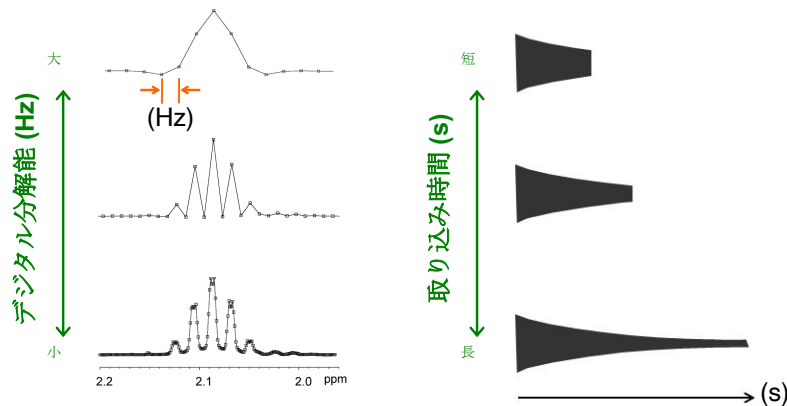 大
(Hz)
デジタル分解能 (Hz)
小
2.2
2.1
2.0
ppm
短
取り込み時間 (s)
長
(s)